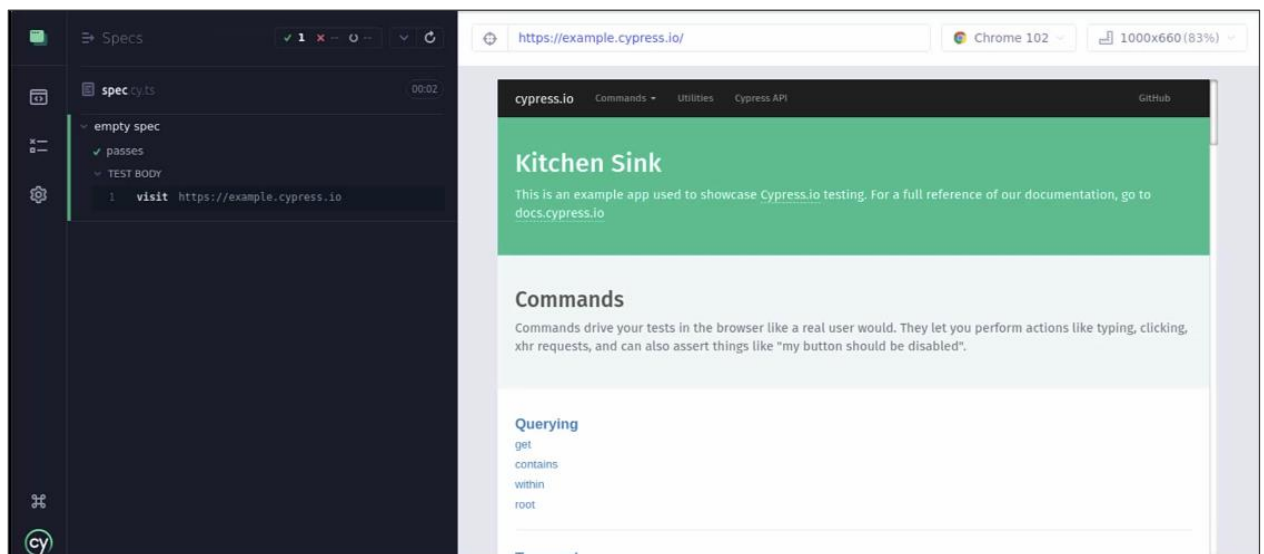 Specs
1 -- --
https://example.cypress.io/
Chrome 102
1000x660 (83%)
spec.cy.ts
00:02
empty spec
passes
TEST BODY
1 visit https://example.cypress.io
cy
cypress.io Commands Utilities Cypress API GitHub
Kitchen Sink
This is an example app used to showcase Cypress.io testing. For a full reference of our documentation, go to
docs.cypress.io
Commands
Commands drive your tests in the browser like a real user would. They let you perform actions like typing, clicking,
xhr requests, and can also assert things like "my button should be disabled".
Querying
get
contains
within
root